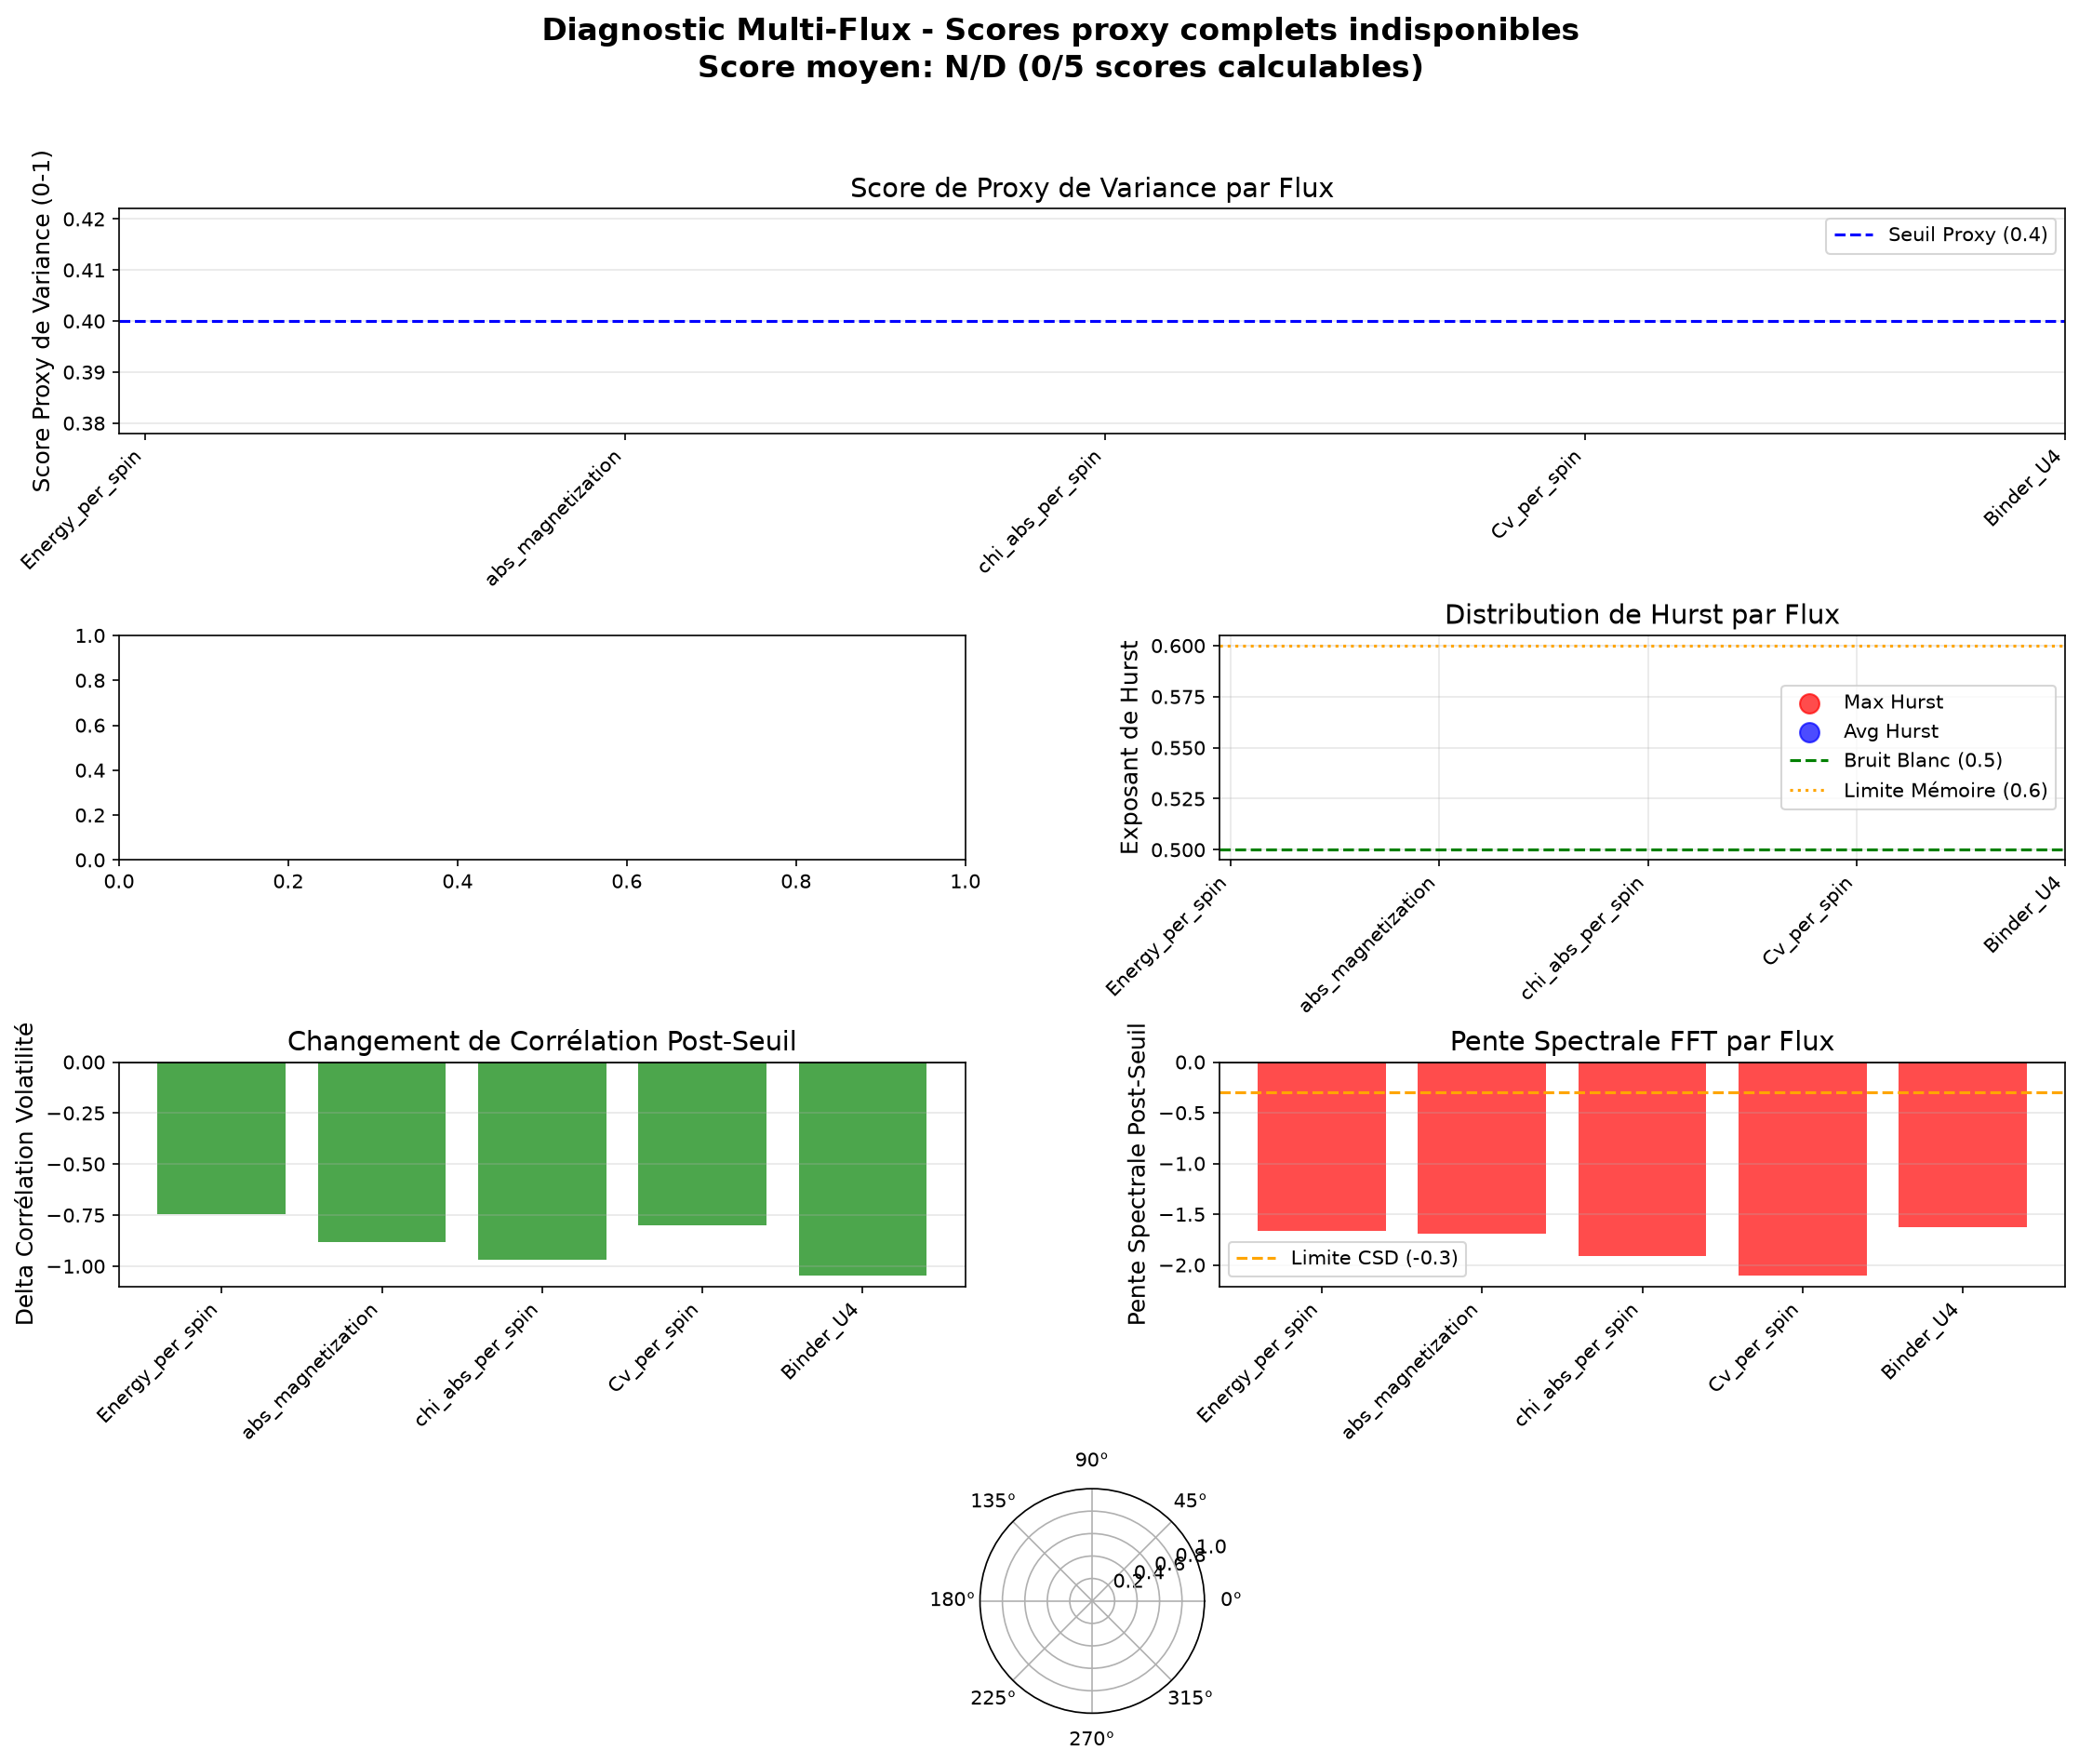 Diagnostic Multi-Flux - Scores proxy complets indisponibles
Score moyen: N/D (0/5 scores calculables)
Score de Proxy de Variance par Flux
Score Proxy de Variance (0-1)
0.42
0.41
0.40
0.39
0.38
Seuil Proxy (0.4)
Energy_per_spin
abs_magnetization
chi_abs_per_spin
Cv_per_spin
Binder_U4
1.0
0.8
0.6
0.4
0.2
0.0
0.0
0.2
0.4
0.6
0.8
1.0
Distribution de Hurst par Flux
Exposant de Hurst
0.600
0.575
0.550
0.525
0.500
Max Hurst
Avg Hurst
Bruit Blanc (0.5)
Limite Mémoire (0.6)
Energy_per_spin
abs_magnetization
chi_abs_per_spin
Cv_per_spin
Binder_U4
Changement de Corrélation Post-Seuil
Delta Corrélation Volatilité
0.00
−0.25
−0.50
−0.75
−1.00
Energy_per_spin
abs_magnetization
chi_abs_per_spin
Cv_per_spin
Binder_U4
Pente Spectrale FFT par Flux
Pente Spectrale Post-Seuil
0.0
−0.5
−1.0
−1.5
−2.0
Limite CSD (-0.3)
Energy_per_spin
abs_magnetization
chi_abs_per_spin
Cv_per_spin
Binder_U4
90°
135°
45°
180°
0°
225°
315°
270°
0.2
0.4
0.6
0.8
1.0